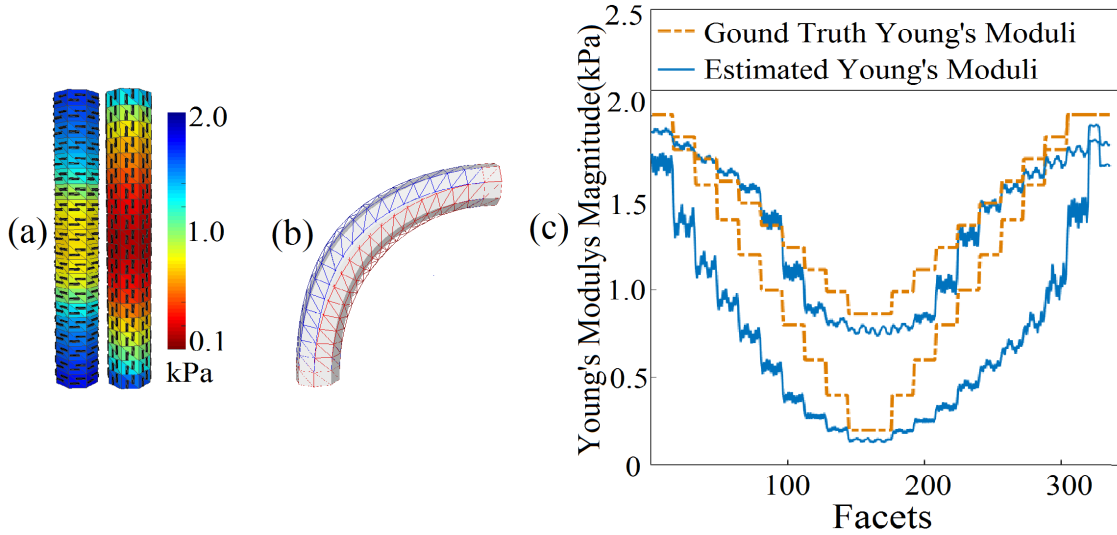 (a)
2.0
1.0
0.1
kPa
(b)
(c)
Young's Modulys Magnitude(kPa)
2.5
2.0
1.5
1.0
0.5
0
Gound Truth Young's Moduli
Estimated Young's Moduli
100
200
300
Facets